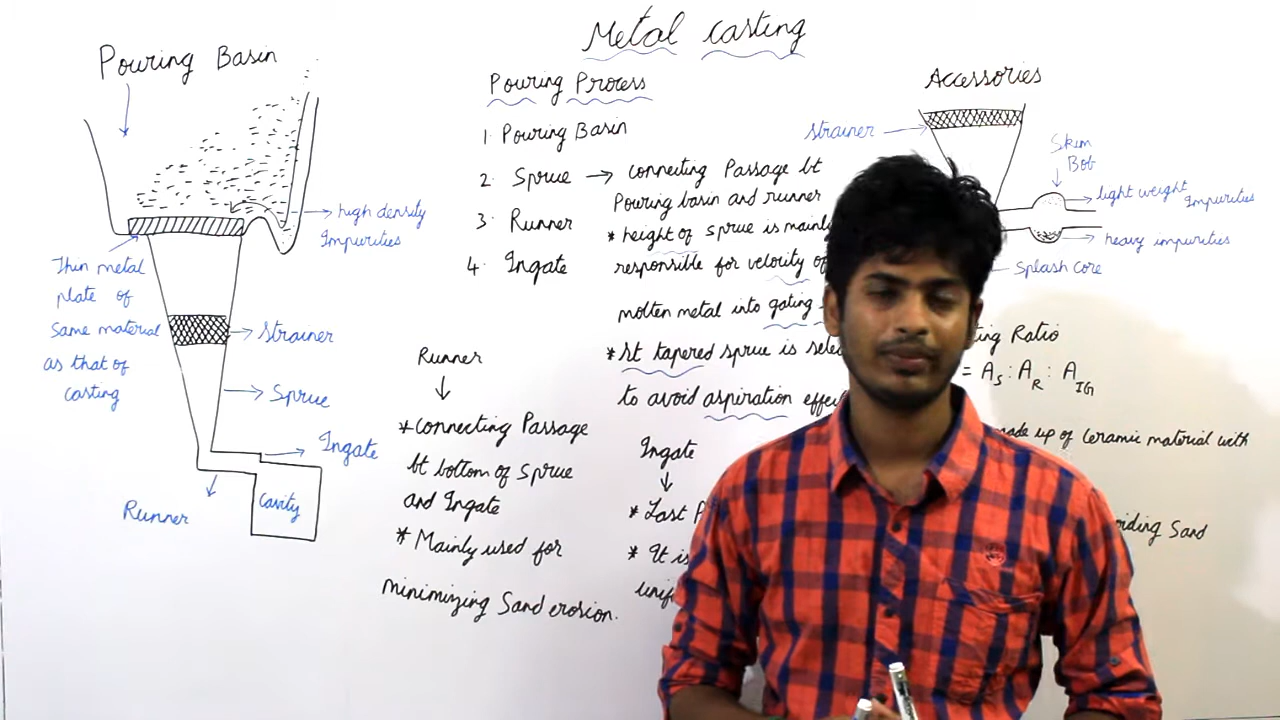 Metal casting
Pouring Basin
high density
impurities
Thin metal
plate of
same material
as that of
casting
Strainer
Sprue
Ingate
Runner
cavity
Pouring Process
1. Pouring Basin
2. Sprue → connecting Passage bt
Pouring basin and runner
3. Runner
* height of sprue is mainly
4. Ingate
responsible for velocity of
molten metal into gating
* St tapered sprue is
to avoid aspiration
Runner
↓
* connecting Passage
bt bottom of sprue
and Ingate
* Mainly used for
minimizing Sand erosion.
Ingate
↓
* Last
* It is
Accessories
Strainer
Skim
Bob
light weight impurities
heavy impurities
Splash core
Ratio
= AS : AR : AIG
made up of ceramic material with
Sand